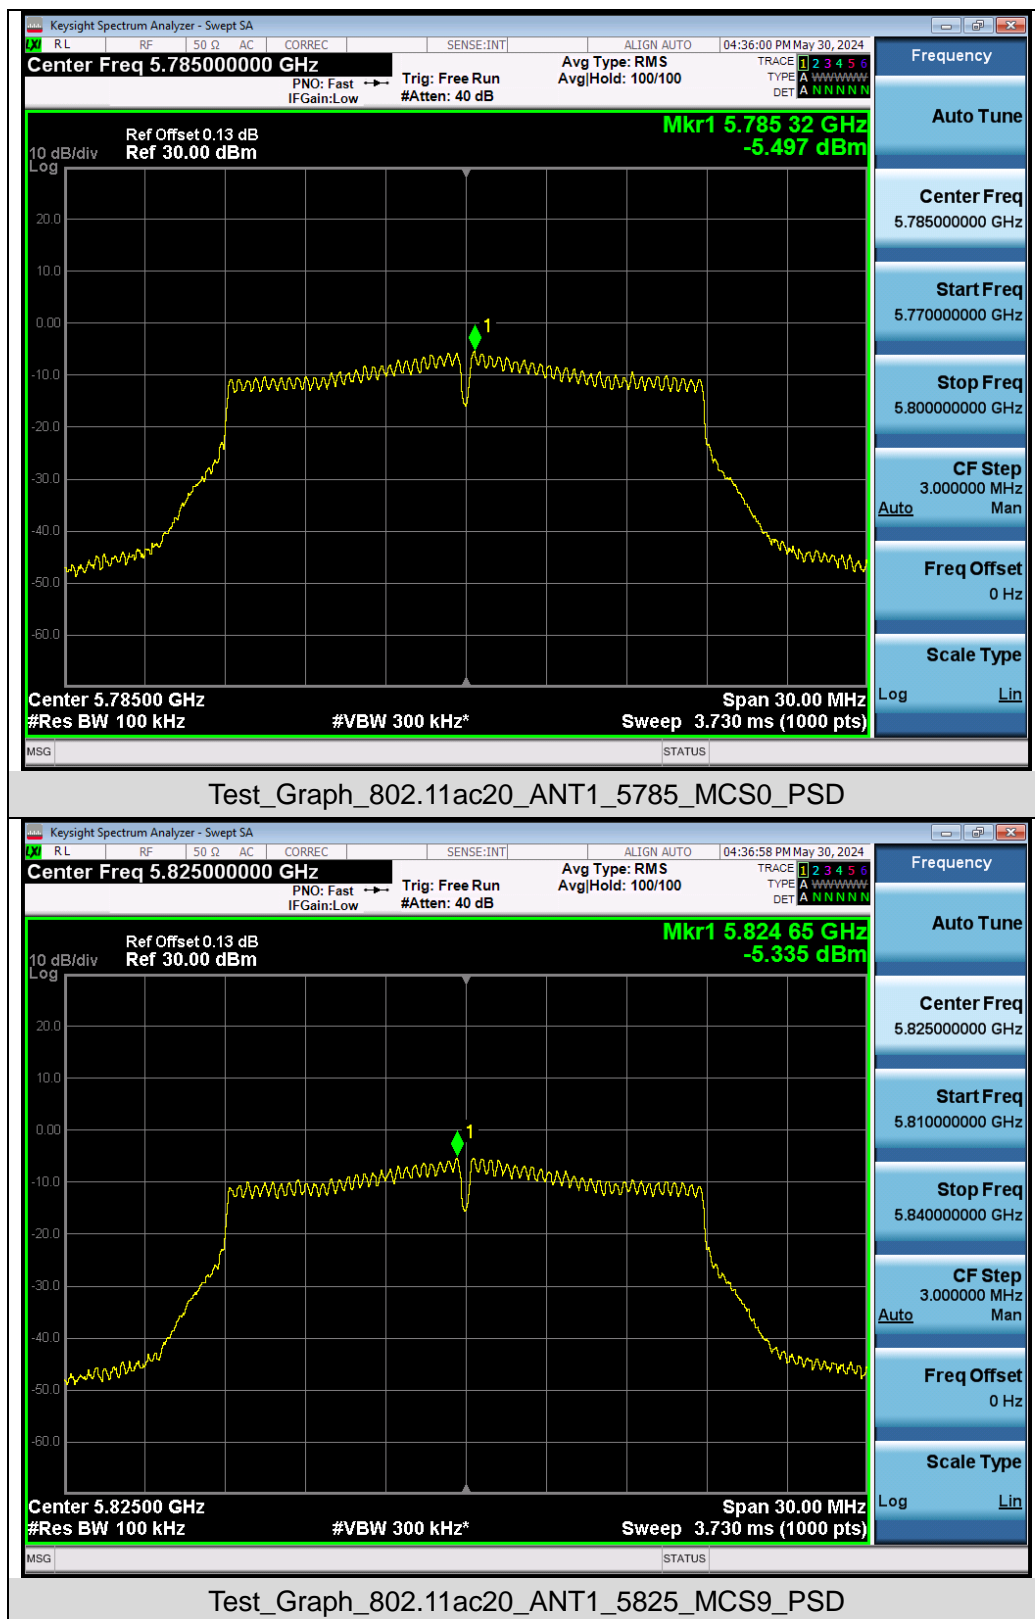 Keysight Spectrum Analyzer - Swept SA
LXI RL RF 50 Ω AC CORREC SENSE:INT ALIGN AUTO 04:36:00 PM May 30, 2024
Center Freq 5.785000000 GHz
PNO: Fast
IFGain:Low
Trig: Free Run
#Atten: 40 dB
Avg Type: RMS
Avg|Hold: 100/100
TRACE 1 2 3 4 5 6
TYPE A WWWWW
DET A N N N N N
Ref Offset 0.13 dB
10 dB/div Ref 30.00 dBm
Log
Mkr1 5.785 32 GHz
-5.497 dBm
20.0
10.0
0.00
-10.0
-20.0
-30.0
-40.0
-50.0
-60.0
1
Center 5.78500 GHz Span 30.00 MHz
#Res BW 100 kHz #VBW 300 kHz* Sweep 3.730 ms (1000 pts)
MSG STATUS
Frequency
Auto Tune
Center Freq
5.785000000 GHz
Start Freq
5.770000000 GHz
Stop Freq
5.800000000 GHz
CF Step
3.000000 MHz
Auto Man
Freq Offset
0 Hz
Scale Type
Log Lin
Test_Graph_802.11ac20_ANT1_5785_MCS0_PSD
Keysight Spectrum Analyzer - Swept SA
LXI RL RF 50 Ω AC CORREC SENSE:INT ALIGN AUTO 04:36:58 PM May 30, 2024
Center Freq 5.825000000 GHz
PNO: Fast
IFGain:Low
Trig: Free Run
#Atten: 40 dB
Avg Type: RMS
Avg|Hold: 100/100
TRACE 1 2 3 4 5 6
TYPE A WWWWW
DET A N N N N N
Ref Offset 0.13 dB
10 dB/div Ref 30.00 dBm
Log
Mkr1 5.824 65 GHz
-5.335 dBm
20.0
10.0
0.00
-10.0
-20.0
-30.0
-40.0
-50.0
-60.0
1
Center 5.82500 GHz Span 30.00 MHz
#Res BW 100 kHz #VBW 300 kHz* Sweep 3.730 ms (1000 pts)
MSG STATUS
Frequency
Auto Tune
Center Freq
5.825000000 GHz
Start Freq
5.810000000 GHz
Stop Freq
5.840000000 GHz
CF Step
3.000000 MHz
Auto Man
Freq Offset
0 Hz
Scale Type
Log Lin
Test_Graph_802.11ac20_ANT1_5825_MCS9_PSD